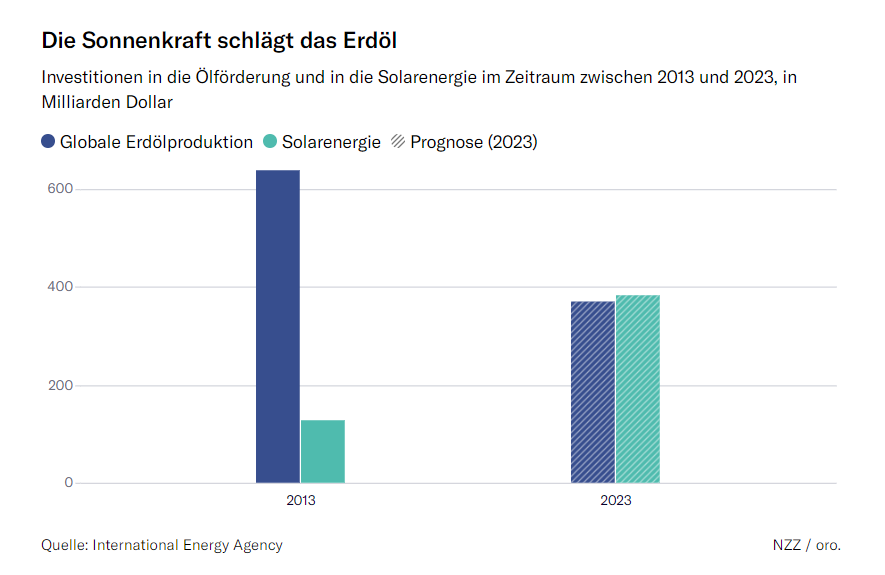 Die Sonnenkraft schlägt das Erdöl
Investitionen in die Ölförderung und in die Solarenergie im Zeitraum zwischen 2013 und 2023, in
Milliarden Dollar
Globale Erdölproduktion Solarenergie Prognose (2023)
600
400
200
0
2013 2023
Quelle: International Energy Agency NZZ / oro.